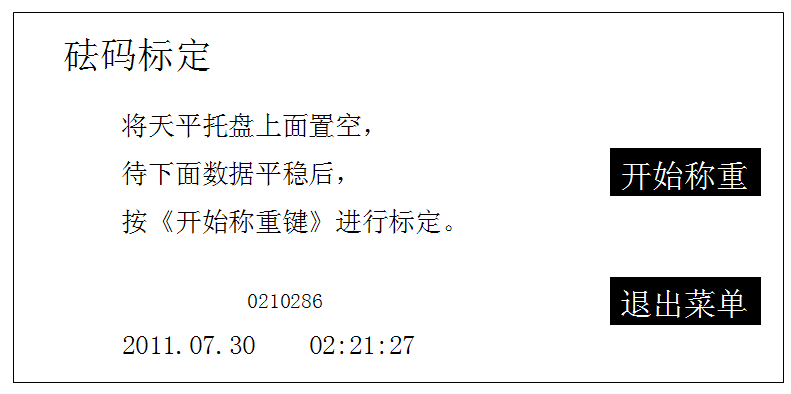 砝码标定
将天平托盘上面置空，
待下面数据平稳后，
开始称重
按《开始称重键》进行标定。
0210286
退出菜单
2011.07.30 02:21:27